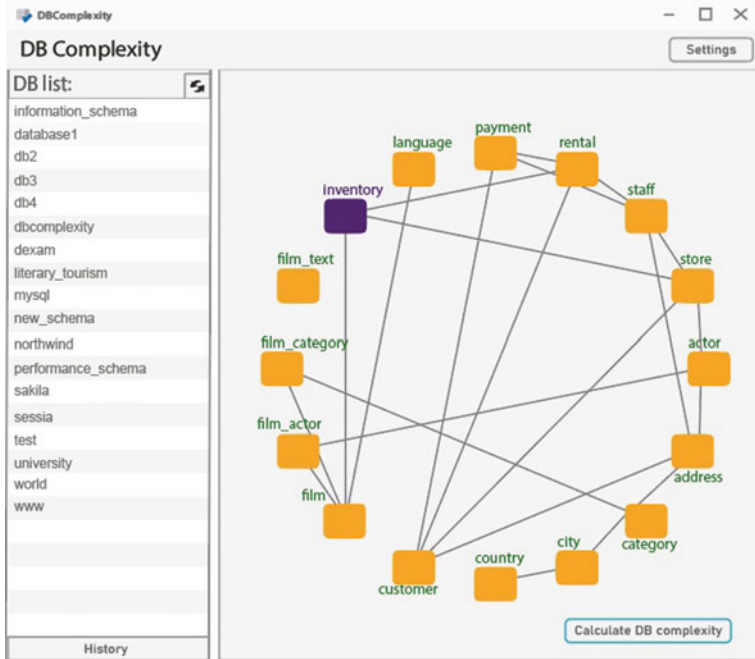 DBComplexity
DB Complexity
Settings
DB list:
information_schema
database1
db2
db3
db4
dbcomplexity
dexam
literary_tourism
mysql
new_schema
northwind
performance_schema
sakila
sessia
test
university
world
www
History
payment
rental
language
staff
inventory
store
film_text
actor
film_category
film_actor
address
film
category
city
country
customer
Calculate DB complexity